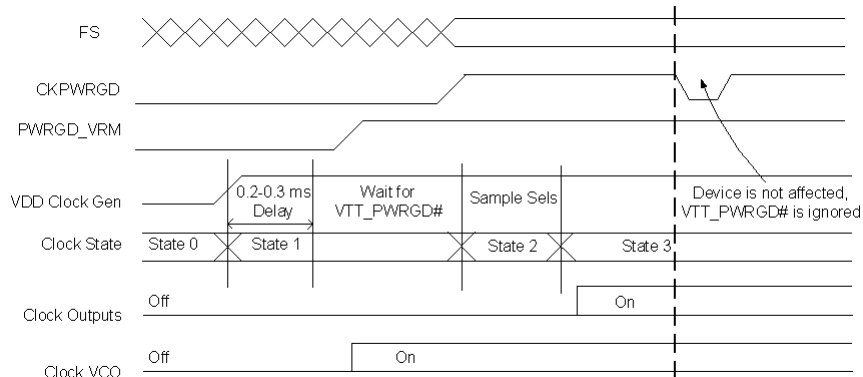 FS
CKPWRGD
PWRGD_VRM
VDD Clock Gen
0.2-0.3 ms
Delay
Wait for
VTT_PWRGD#
Sample Sels
Device is not affected,
VTT_PWRGD# is ignored
Clock State
State 0
State 1
State 2
State 3
Clock Outputs
Off
On
Clock VCO
Off
On